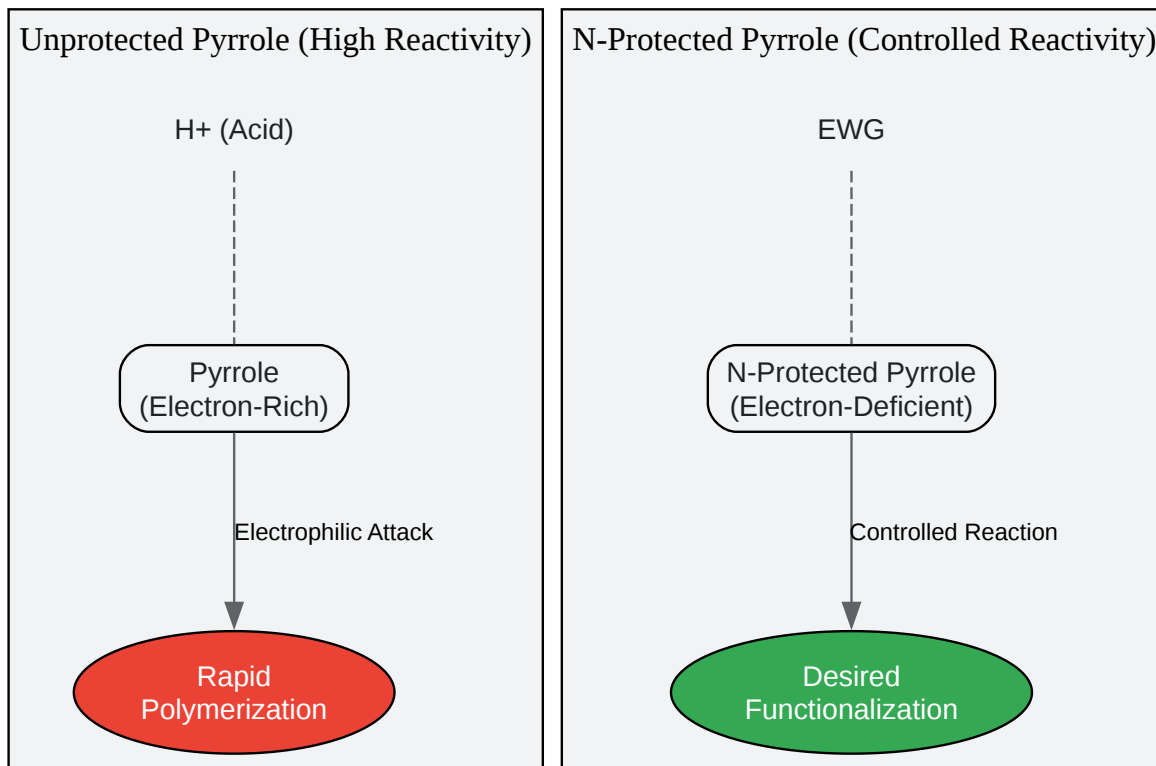 Unprotected Pyrrole (High Reactivity)
H+ (Acid)
Pyrrole
(Electron-Rich)
Electrophilic Attack
Rapid
Polymerization
N-Protected Pyrrole (Controlled Reactivity)
EWG
N-Protected Pyrrole
(Electron-Deficient)
Controlled Reaction
Desired
Functionalization